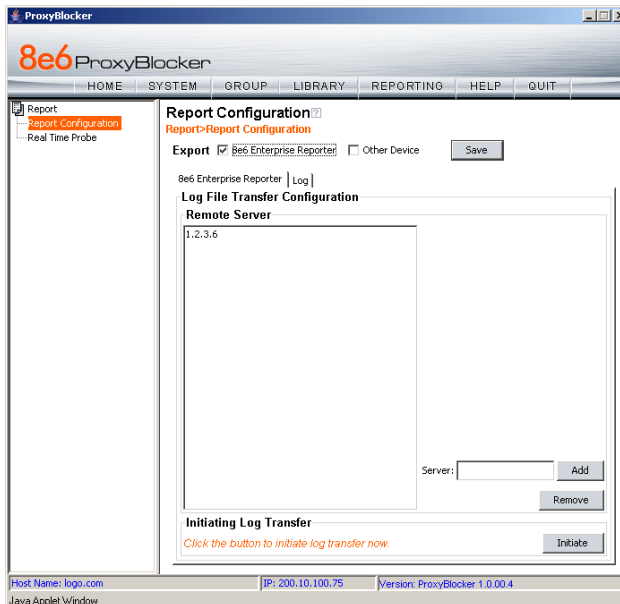 ProxyBlocker
8e6 ProxyBlocker
HOME SYSTEM GROUP LIBRARY REPORTING HELP QUIT
Report
Report Configuration
Real Time Probe
Report Configuration ?
Report>Report Configuration
Export 8e6 Enterprise Reporter Other Device Save
8e6 Enterprise Reporter Log
Log File Transfer Configuration
Remote Server
1.2.3.6
Server: Add
Remove
Initiating Log Transfer
Click the button to initiate log transfer now. Initiate
Host Name: logo.com IP: 200.10.100.75 Version: ProxyBlocker 1.0.00.4
Java Applet Window